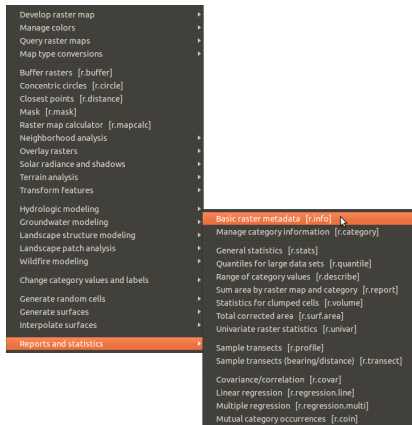 Develop raster map
Manage colors
Query raster maps
Map type conversions
Buffer rasters [r.buffer]
Concentric circles [r.circle]
Closest points [r.distance]
Mask [r.mask]
Raster map calculator [r.mapcalc]
Neighborhood analysis
Overlay rasters
Solar radiance and shadows
Terrain analysis
Transform features
Hydrologic modeling
Groundwater modeling
Landscape structure modeling
Landscape patch analysis
Wildfire modeling
Change category values and labels
Generate random cells
Generate surfaces
Interpolate surfaces
Reports and statistics
Basic raster metadata [r.info]
Manage category information [r.category]
General statistics [r.stats]
Quantiles for large data sets [r.quantile]
Range of category values [r.describe]
Sum area by raster map and category [r.report]
Statistics for clumped cells [r.volume]
Total corrected area [r.surf.area]
Univariate raster statistics [r.univar]
Sample transects [r.profile]
Sample transects (bearing/distance) [r.transect]
Covariance/correlation [r.covar]
Linear regression [r.regression.line]
Multiple regression [r.regression.multi]
Mutual category occurrences [r.coin]